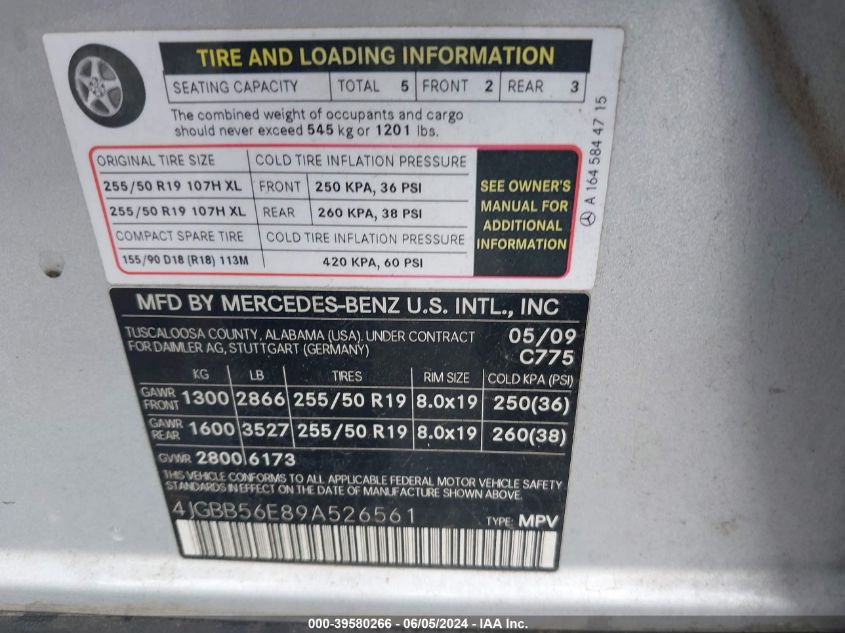 TIRE AND LOADING INFORMATION
SEATING CAPACITY TOTAL 5 FRONT 2 REAR 3
The combined weight of occupants and cargo
should never exceed 545 kg or 1201 lbs.
ORIGINAL TIRE SIZE COLD TIRE INFLATION PRESSURE
255/50 R19 107H XL FRONT 250 KPA, 36 PSI
255/50 R19 107H XL REAR 260 KPA, 38 PSI
COMPACT SPARE TIRE COLD TIRE INFLATION PRESSURE
155/90 D18 (R18) 113M 420 KPA, 60 PSI
SEE OWNER'S
MANUAL FOR
ADDITIONAL
INFORMATION
A 164 584 47 15
MFD BY MERCEDES-BENZ U.S. INTL., INC
TUSCALOOSA COUNTY, ALABAMA (USA). UNDER CONTRACT
FOR DAIMLER AG, STUTTGART (GERMANY)
05/09
C775
KG LB TIRES RIM SIZE COLD KPA (PSI)
GAWR FRONT 1300 2866 255/50 R19 8.0x19 250(36)
GAWR REAR 1600 3527 255/50 R19 8.0x19 260(38)
GVWR 2800 6173
THIS VEHICLE CONFORMS TO ALL APPLICABLE FEDERAL MOTOR VEHICLE SAFETY
STANDARDS IN EFFECT ON THE DATE OF MANUFACTURE SHOWN ABOVE.
4JGBB56E89A526561 TYPE: MPV
000-39580266 - 06/05/2024 - IAA Inc.